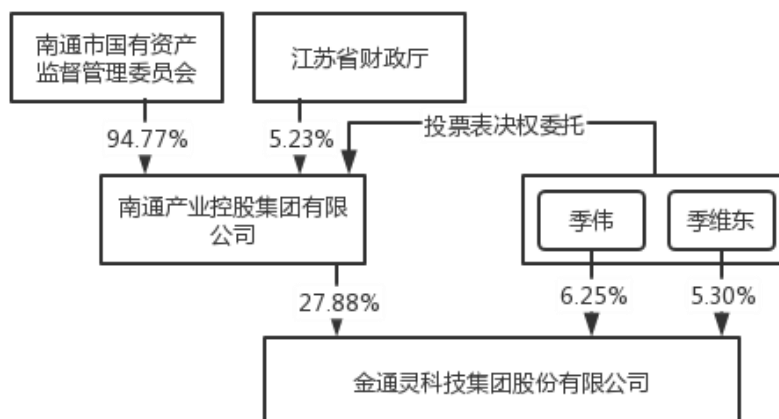 南通市国有资产
监督管理委员会
江苏省财政厅
94.77%
5.23%
投票表决权委托
南通产业控股集团有限
公司
季伟
季维东
27.88%
6.25%
5.30%
金通灵科技集团股份有限公司